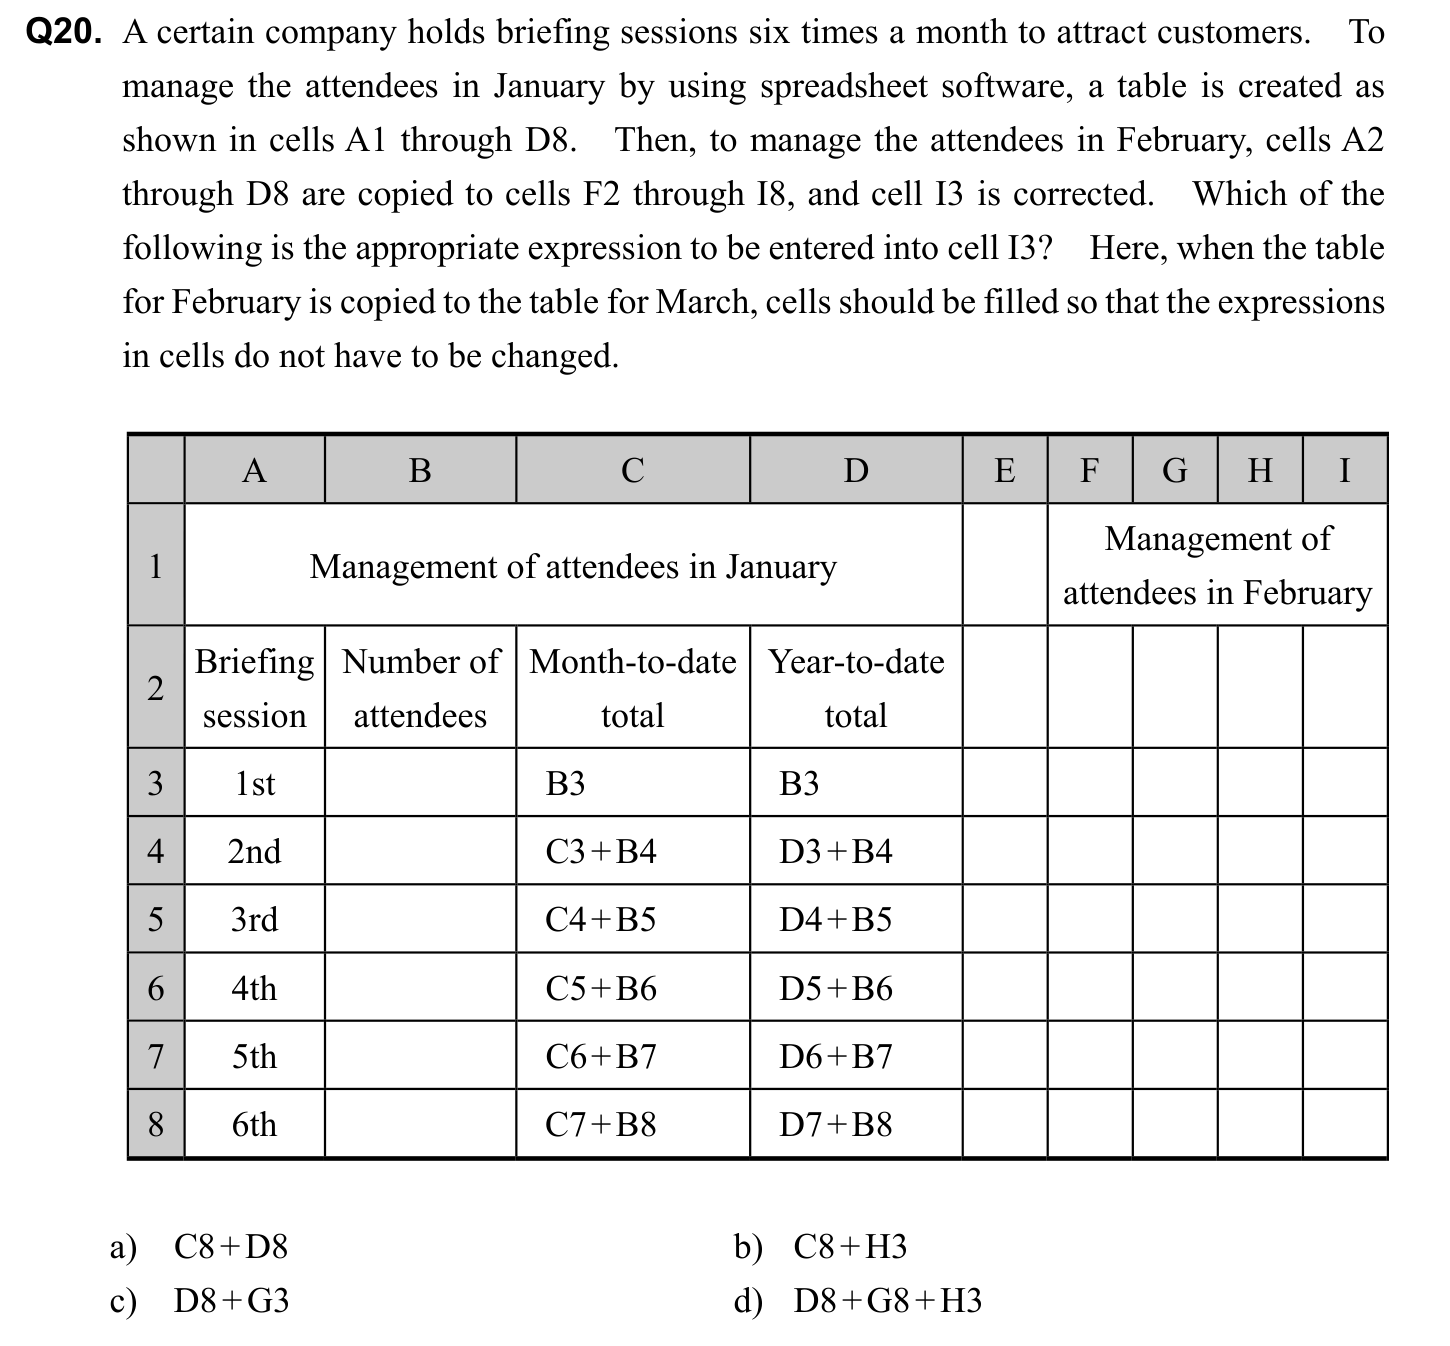 Q20. A certain company holds briefing sessions six times a month to attract customers. To
manage the attendees in January by using spreadsheet software, a table is created as
shown in cells A1 through D8. Then, to manage the attendees in February, cells A2
through D8 are copied to cells F2 through I8, and cell I3 is corrected. Which of the
following is the appropriate expression to be entered into cell I3? Here, when the table
for February is copied to the table for March, cells should be filled so that the expressions
in cells do not have to be changed.
A B C D E F G H I
1 Management of attendees in January Management of
attendees in February
2 Briefing Number of Month-to-date Year-to-date
session attendees total total
3 1st B3 B3
4 2nd C3+B4 D3+B4
5 3rd C4+B5 D4+B5
6 4th C5+B6 D5+B6
7 5th C6+B7 D6+B7
8 6th C7+B8 D7+B8
a) C8+D8 b) C8+H3
c) D8+G3 d) D8+G8+H3